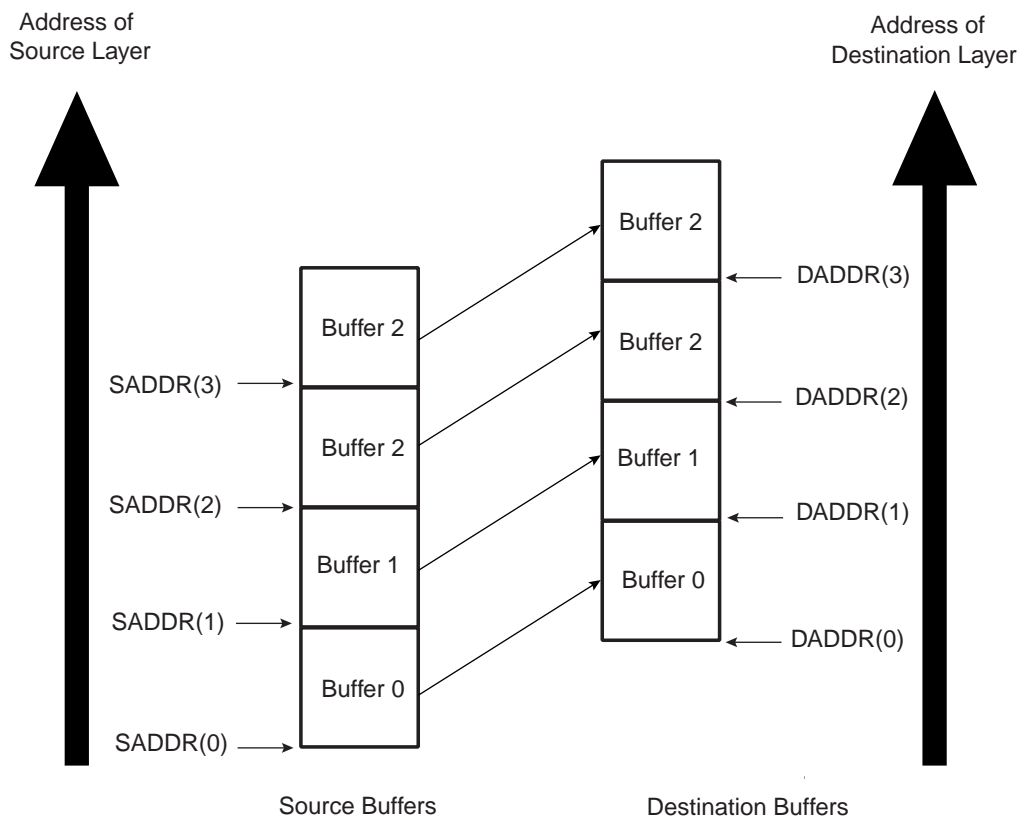 Address of
Source Layer
Address of
Destination Layer
Buffer 2
DADDR(3)
Buffer 2
Buffer 2
SADDR(3)
DADDR(2)
Buffer 2
Buffer 1
SADDR(2)
DADDR(1)
Buffer 1
Buffer 0
SADDR(1)
DADDR(0)
Buffer 0
SADDR(0)
Source Buffers
Destination Buffers